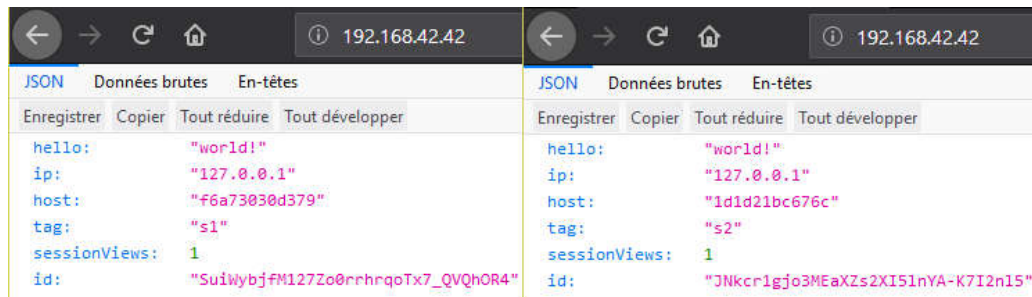 192.168.42.42
JSON Données brutes En-têtes
Enregistrer Copier Tout réduire Tout développer
hello: "world!"
ip: "127.0.0.1"
host: "f6a73030d379"
tag: "s1"
sessionViews: 1
id: "SuiWybjfM127Zo0rrhrqoTx7_QVQhOR4"
192.168.42.42
JSON Données brutes En-têtes
Enregistrer Copier Tout réduire Tout développer
hello: "world!"
ip: "127.0.0.1"
host: "1d1d21bc676c"
tag: "s2"
sessionViews: 1
id: "JNkcr1gjo3MEaXZs2XI5lnYA-K7I2nl5"